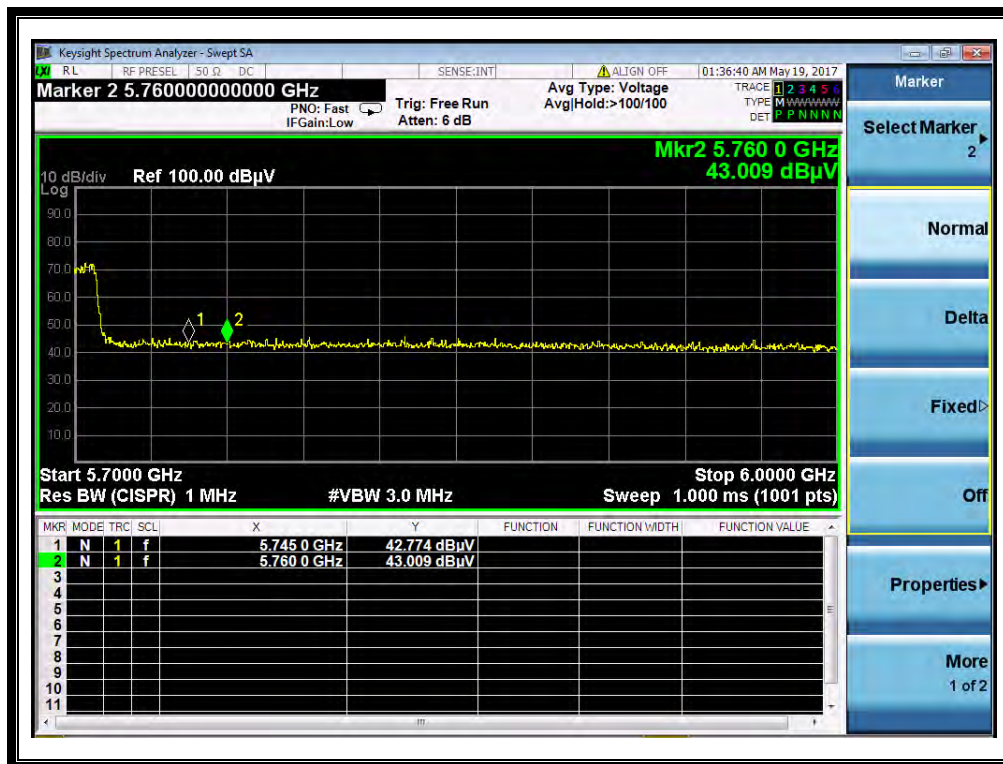 Keysight Spectrum Analyzer - Swept SA
LXI RL RF PRESEL 50 Ω DC SENSE:INT ALIGN OFF 01:36:40 AM May 19, 2017
Marker 2 5.760000000000 GHz
PNO: Fast
IFGain:Low
Trig: Free Run
Atten: 6 dB
Avg Type: Voltage
Avg|Hold:>100/100
TRACE 1 2 3 4 5 6
TYPE M WWWWW
DET P P N N N N
Mkr2 5.760 0 GHz
43.009 dBµV
10 dB/div Ref 100.00 dBµV
Log
90.0
80.0
70.0
60.0
50.0
40.0
30.0
20.0
10.0
1 2
Start 5.7000 GHz Stop 6.0000 GHz
Res BW (CISPR) 1 MHz #VBW 3.0 MHz Sweep 1.000 ms (1001 pts)
MKR MODE TRC SCL X Y FUNCTION FUNCTION WIDTH FUNCTION VALUE
1 N 1 f 5.745 0 GHz 42.774 dBµV
2 N 1 f 5.760 0 GHz 43.009 dBµV
3
4
5
6
7
8
9
10
11
Marker
Select Marker
2
Normal
Delta
Fixed
Off
Properties
More
1 of 2